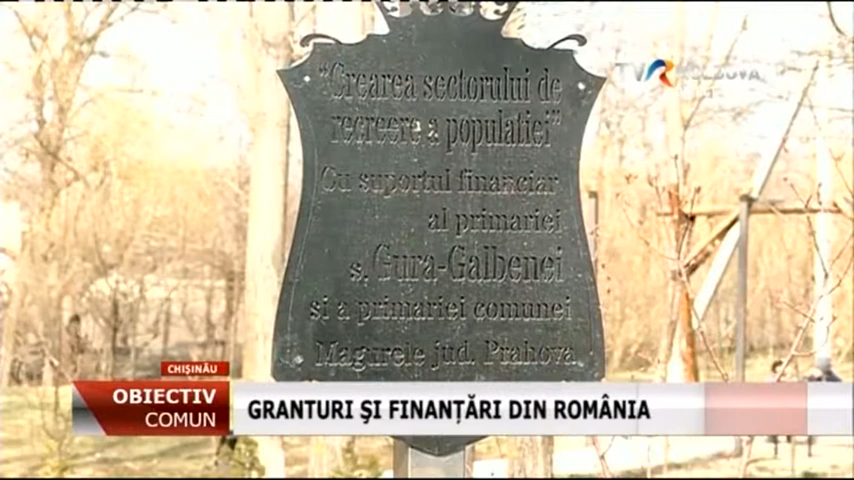 "Crearea sectorului de
recreere a populatiei"
Cu suportul financiar
al primariei
s. Gura-Galbenei
si a primariei comunei
Magurele jud. Prahova
TVR MOLDOVA
CHIȘINĂU
OBIECTIV
COMUN
GRANTURI ŞI FINANȚĂRI DIN ROMÂNIA